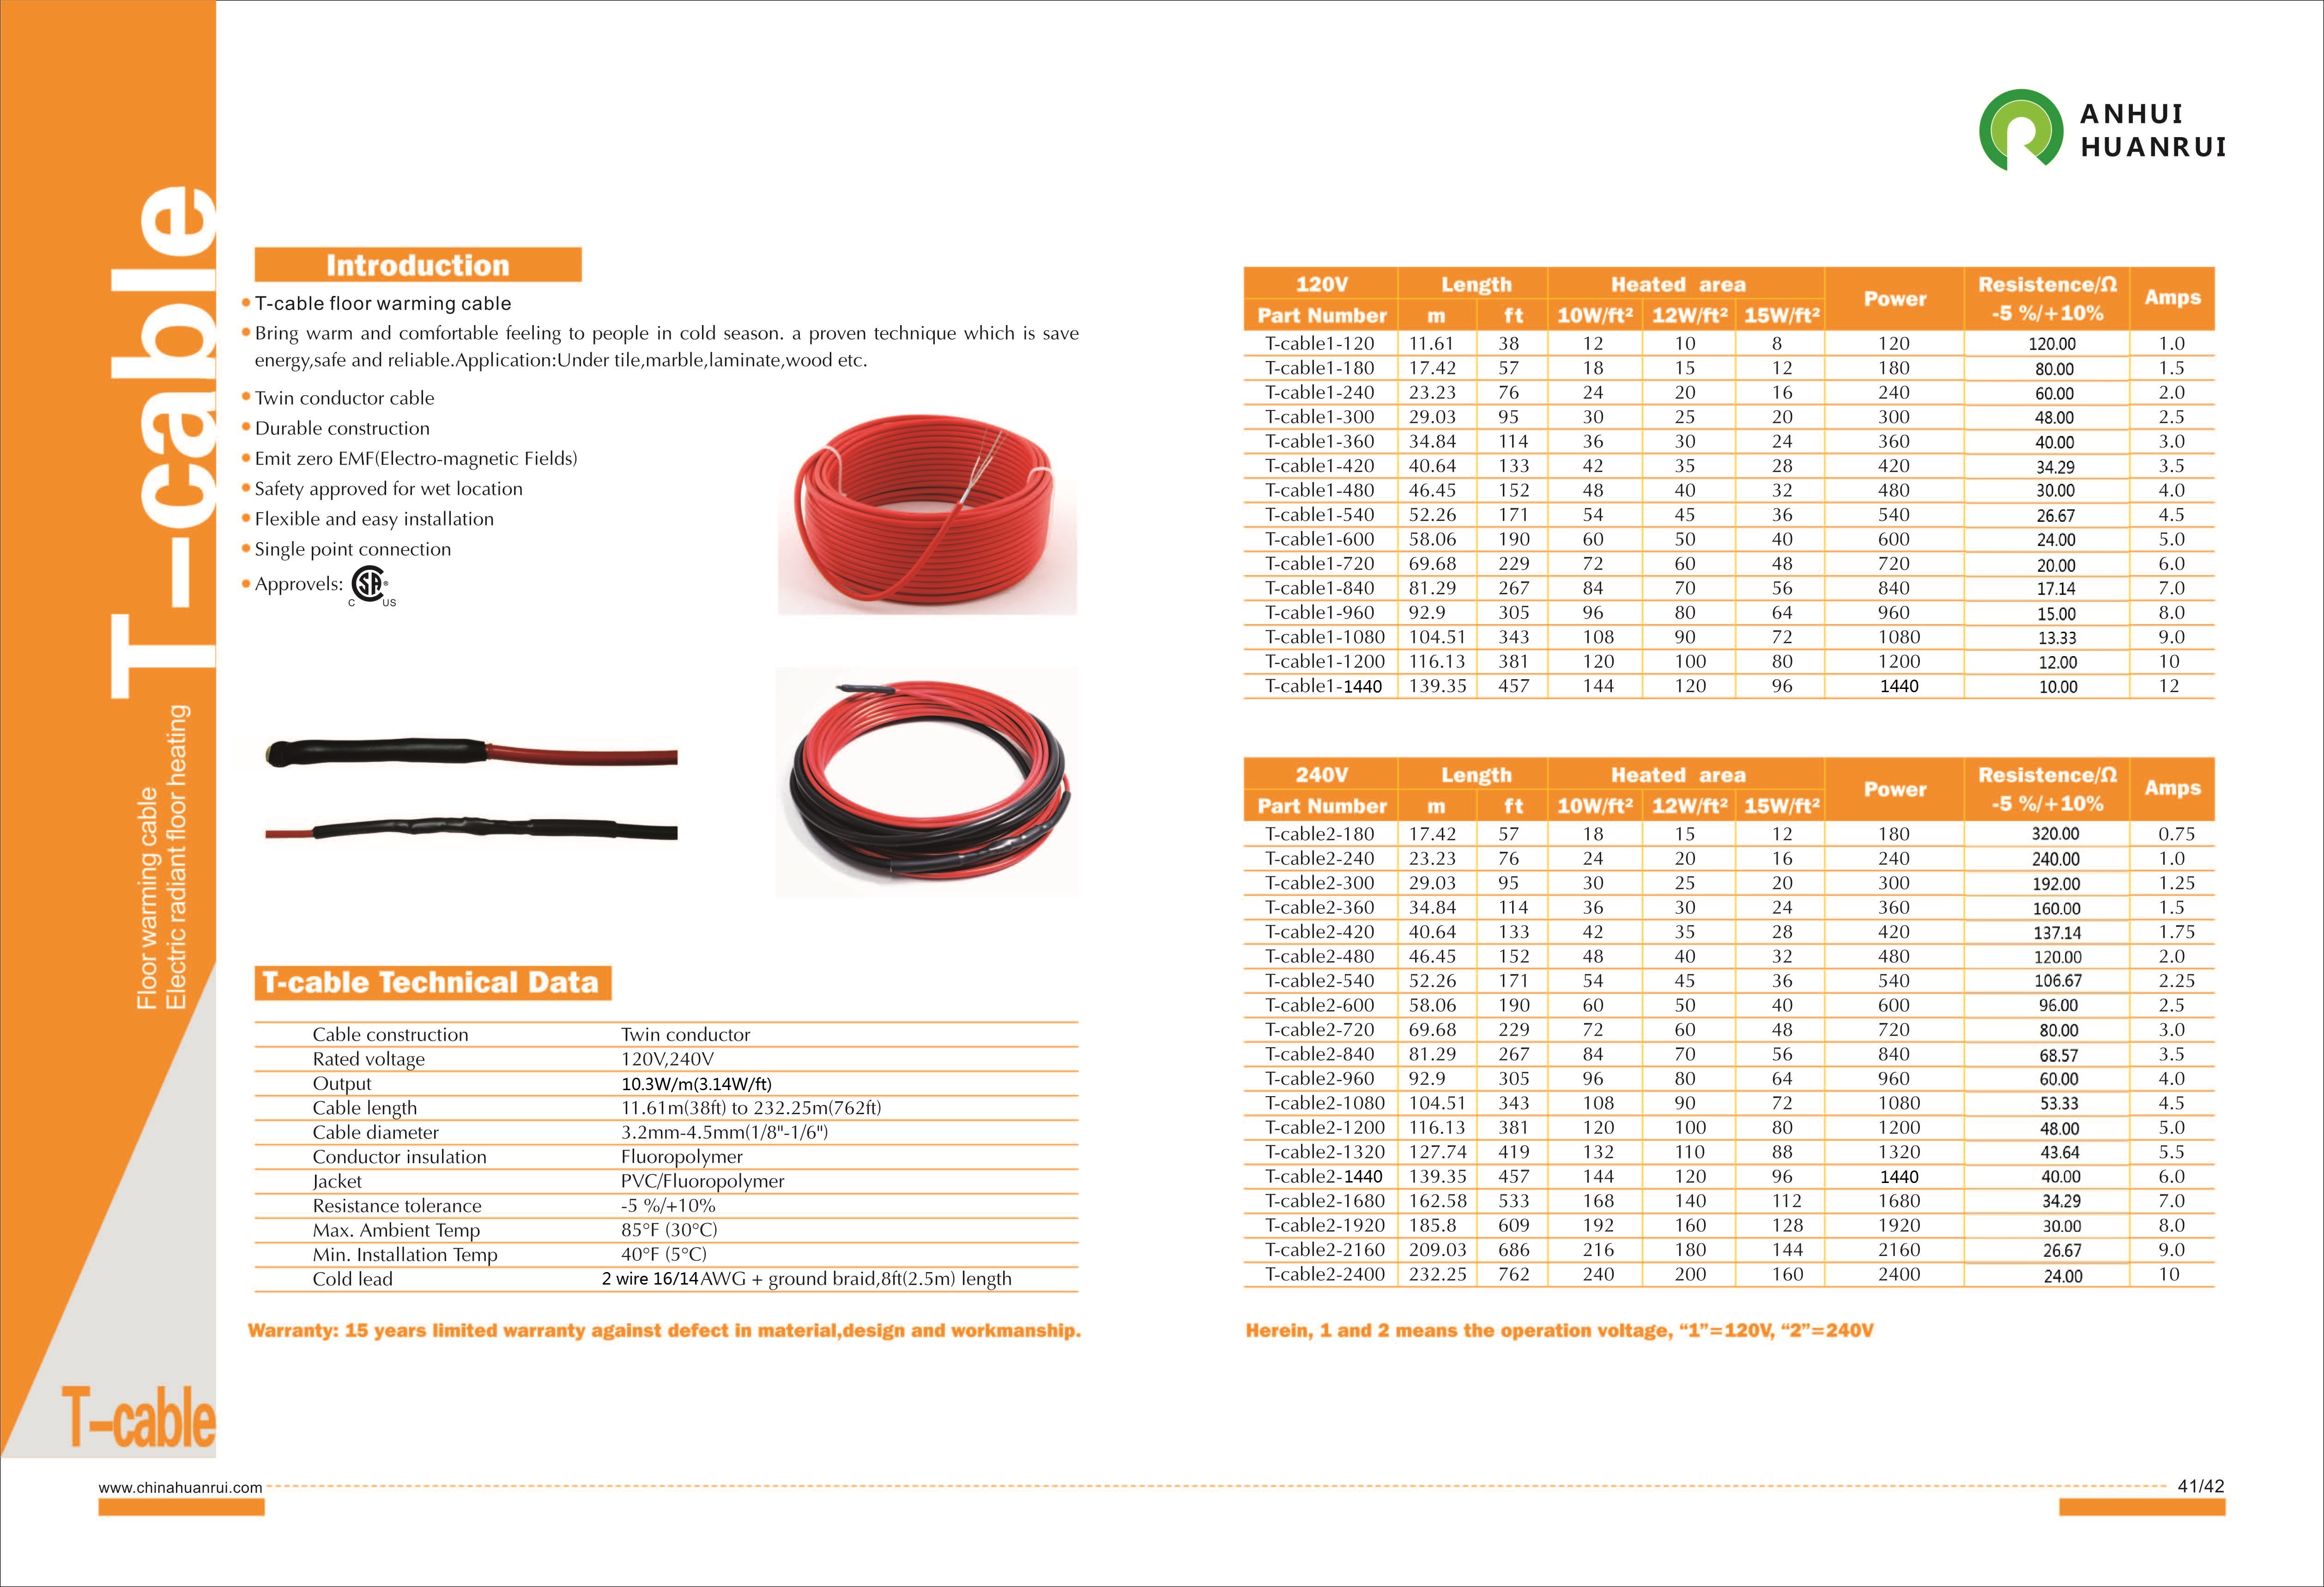 T-cable
Floor warming cable
Electric radiant floor heating
T-cable
ANHUI
HUANRUI
Introduction
T-cable floor warming cable
Bring warm and comfortable feeling to people in cold season. a proven technique which is save
energy,safe and reliable.Application:Under tile,marble,laminate,wood etc.
Twin conductor cable
Durable construction
Emit zero EMF(Electro-magnetic Fields)
Safety approved for wet location
Flexible and easy installation
Single point connection
Approvels: C SA ® US
T-cable Technical Data
Cable construction Twin conductor
Rated voltage 120V,240V
Output 10.3W/m(3.14W/ft)
Cable length 11.61m(38ft) to 232.25m(762ft)
Cable diameter 3.2mm-4.5mm(1/8"-1/6")
Conductor insulation Fluoropolymer
Jacket PVC/Fluoropolymer
Resistance tolerance -5 %/+10%
Max. Ambient Temp 85°F (30°C)
Min. Installation Temp 40°F (5°C)
Cold lead 2 wire 16/14AWG + ground braid,8ft(2.5m) length
Warranty: 15 years limited warranty against defect in material,design and workmanship.
120V Length Heated area Power Resistence/Ω Amps
Part Number m ft 10W/ft² 12W/ft² 15W/ft² -5 %/+10%
T-cable1-120 11.61 38 12 10 8 120 120.00 1.0
T-cable1-180 17.42 57 18 15 12 180 80.00 1.5
T-cable1-240 23.23 76 24 20 16 240 60.00 2.0
T-cable1-300 29.03 95 30 25 20 300 48.00 2.5
T-cable1-360 34.84 114 36 30 24 360 40.00 3.0
T-cable1-420 40.64 133 42 35 28 420 34.29 3.5
T-cable1-480 46.45 152 48 40 32 480 30.00 4.0
T-cable1-540 52.26 171 54 45 36 540 26.67 4.5
T-cable1-600 58.06 190 60 50 40 600 24.00 5.0
T-cable1-720 69.68 229 72 60 48 720 20.00 6.0
T-cable1-840 81.29 267 84 70 56 840 17.14 7.0
T-cable1-960 92.9 305 96 80 64 960 15.00 8.0
T-cable1-1080 104.51 343 108 90 72 1080 13.33 9.0
T-cable1-1200 116.13 381 120 100 80 1200 12.00 10
T-cable1-1440 139.35 457 144 120 96 1440 10.00 12
240V Length Heated area Power Resistence/Ω Amps
Part Number m ft 10W/ft² 12W/ft² 15W/ft² -5 %/+10%
T-cable2-180 17.42 57 18 15 12 180 320.00 0.75
T-cable2-240 23.23 76 24 20 16 240 240.00 1.0
T-cable2-300 29.03 95 30 25 20 300 192.00 1.25
T-cable2-360 34.84 114 36 30 24 360 160.00 1.5
T-cable2-420 40.64 133 42 35 28 420 137.14 1.75
T-cable2-480 46.45 152 48 40 32 480 120.00 2.0
T-cable2-540 52.26 171 54 45 36 540 106.67 2.25
T-cable2-600 58.06 190 60 50 40 600 96.00 2.5
T-cable2-720 69.68 229 72 60 48 720 80.00 3.0
T-cable2-840 81.29 267 84 70 56 840 68.57 3.5
T-cable2-960 92.9 305 96 80 64 960 60.00 4.0
T-cable2-1080 104.51 343 108 90 72 1080 53.33 4.5
T-cable2-1200 116.13 381 120 100 80 1200 48.00 5.0
T-cable2-1320 127.74 419 132 110 88 1320 43.64 5.5
T-cable2-1440 139.35 457 144 120 96 1440 40.00 6.0
T-cable2-1680 162.58 533 168 140 112 1680 34.29 7.0
T-cable2-1920 185.8 609 192 160 128 1920 30.00 8.0
T-cable2-2160 209.03 686 216 180 144 2160 26.67 9.0
T-cable2-2400 232.25 762 240 200 160 2400 24.00 10
Herein, 1 and 2 means the operation voltage, “1”=120V, “2”=240V
www.chinahuanrui.com
41/42